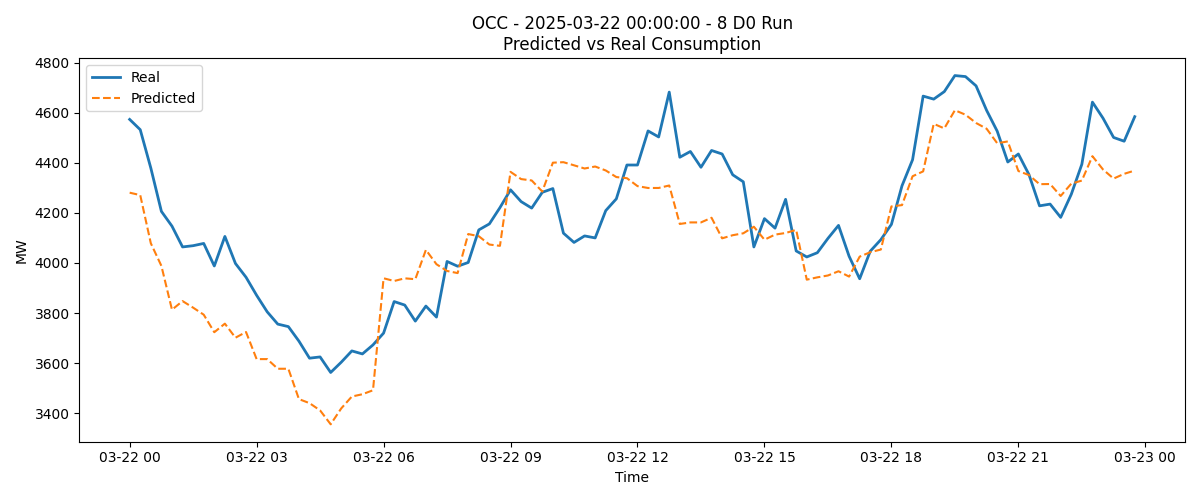 OCC - 2025-03-22 00:00:00 - 8 D0 Run
Predicted vs Real Consumption
Real
Predicted
4800
4600
4400
4200
4000
3800
3600
3400
MW
03-22 00
03-22 03
03-22 06
03-22 09
03-22 12
03-22 15
03-22 18
03-22 21
03-23 00
Time